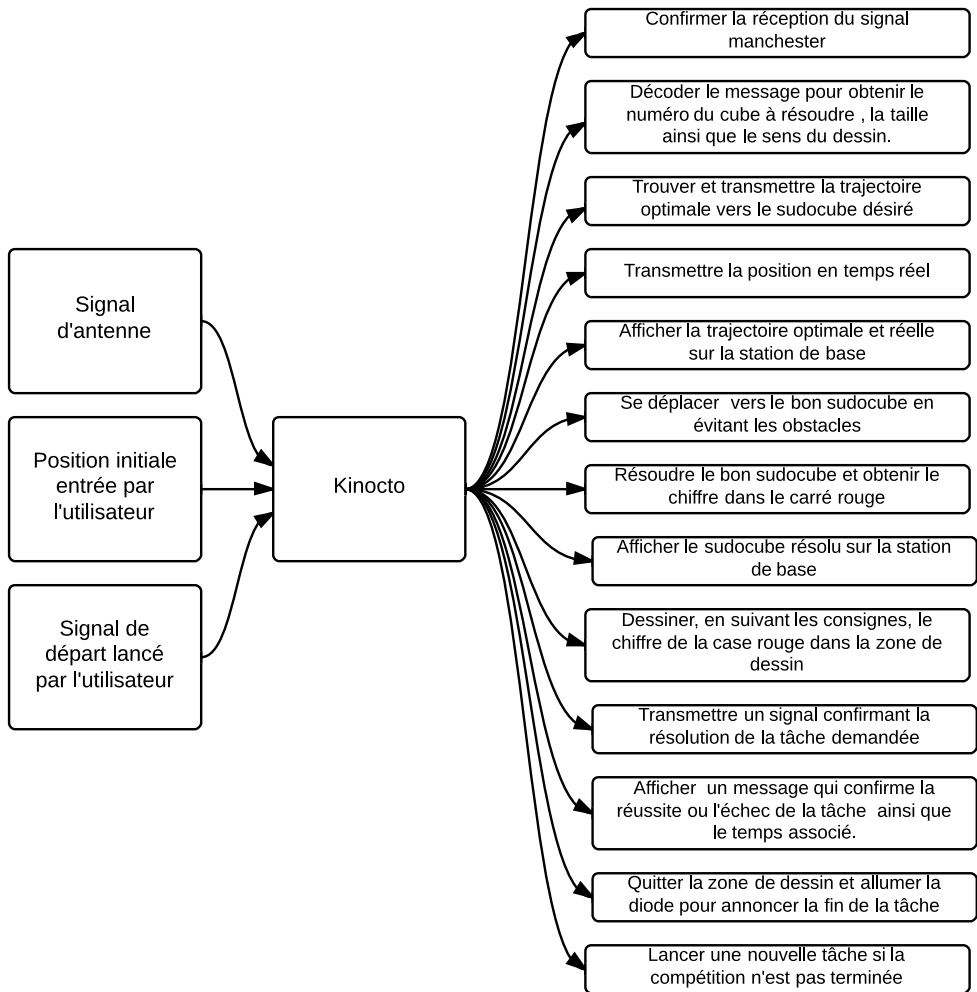 Signal
d'antenne
Position initiale
entrée par
l'utilisateur
Signal de
départ lancé
par l'utilisateur
Kinocto
Confirmer la réception du signal
manchester
Décoder le message pour obtenir le
numéro du cube à résoudre , la taille
ainsi que le sens du dessin.
Trouver et transmettre la trajectoire
optimale vers le sudocube désiré
Transmettre la position en temps réel
Afficher la trajectoire optimale et réelle
sur la station de base
Se déplacer  vers le bon sudocube en
évitant les obstacles
Résoudre le bon sudocube et obtenir le
chiffre dans le carré rouge
Afficher le sudocube résolu sur la station
de base
Dessiner, en suivant les consignes, le
chiffre de la case rouge dans la zone de
dessin
Transmettre un signal confirmant la
résolution de la tâche demandée
Afficher  un message qui confirme la
réussite ou l'échec de la tâche  ainsi que
le temps associé.
Quitter la zone de dessin et allumer la
diode pour annoncer la fin de la tâche
Lancer une nouvelle tâche si la
compétition n'est pas terminée